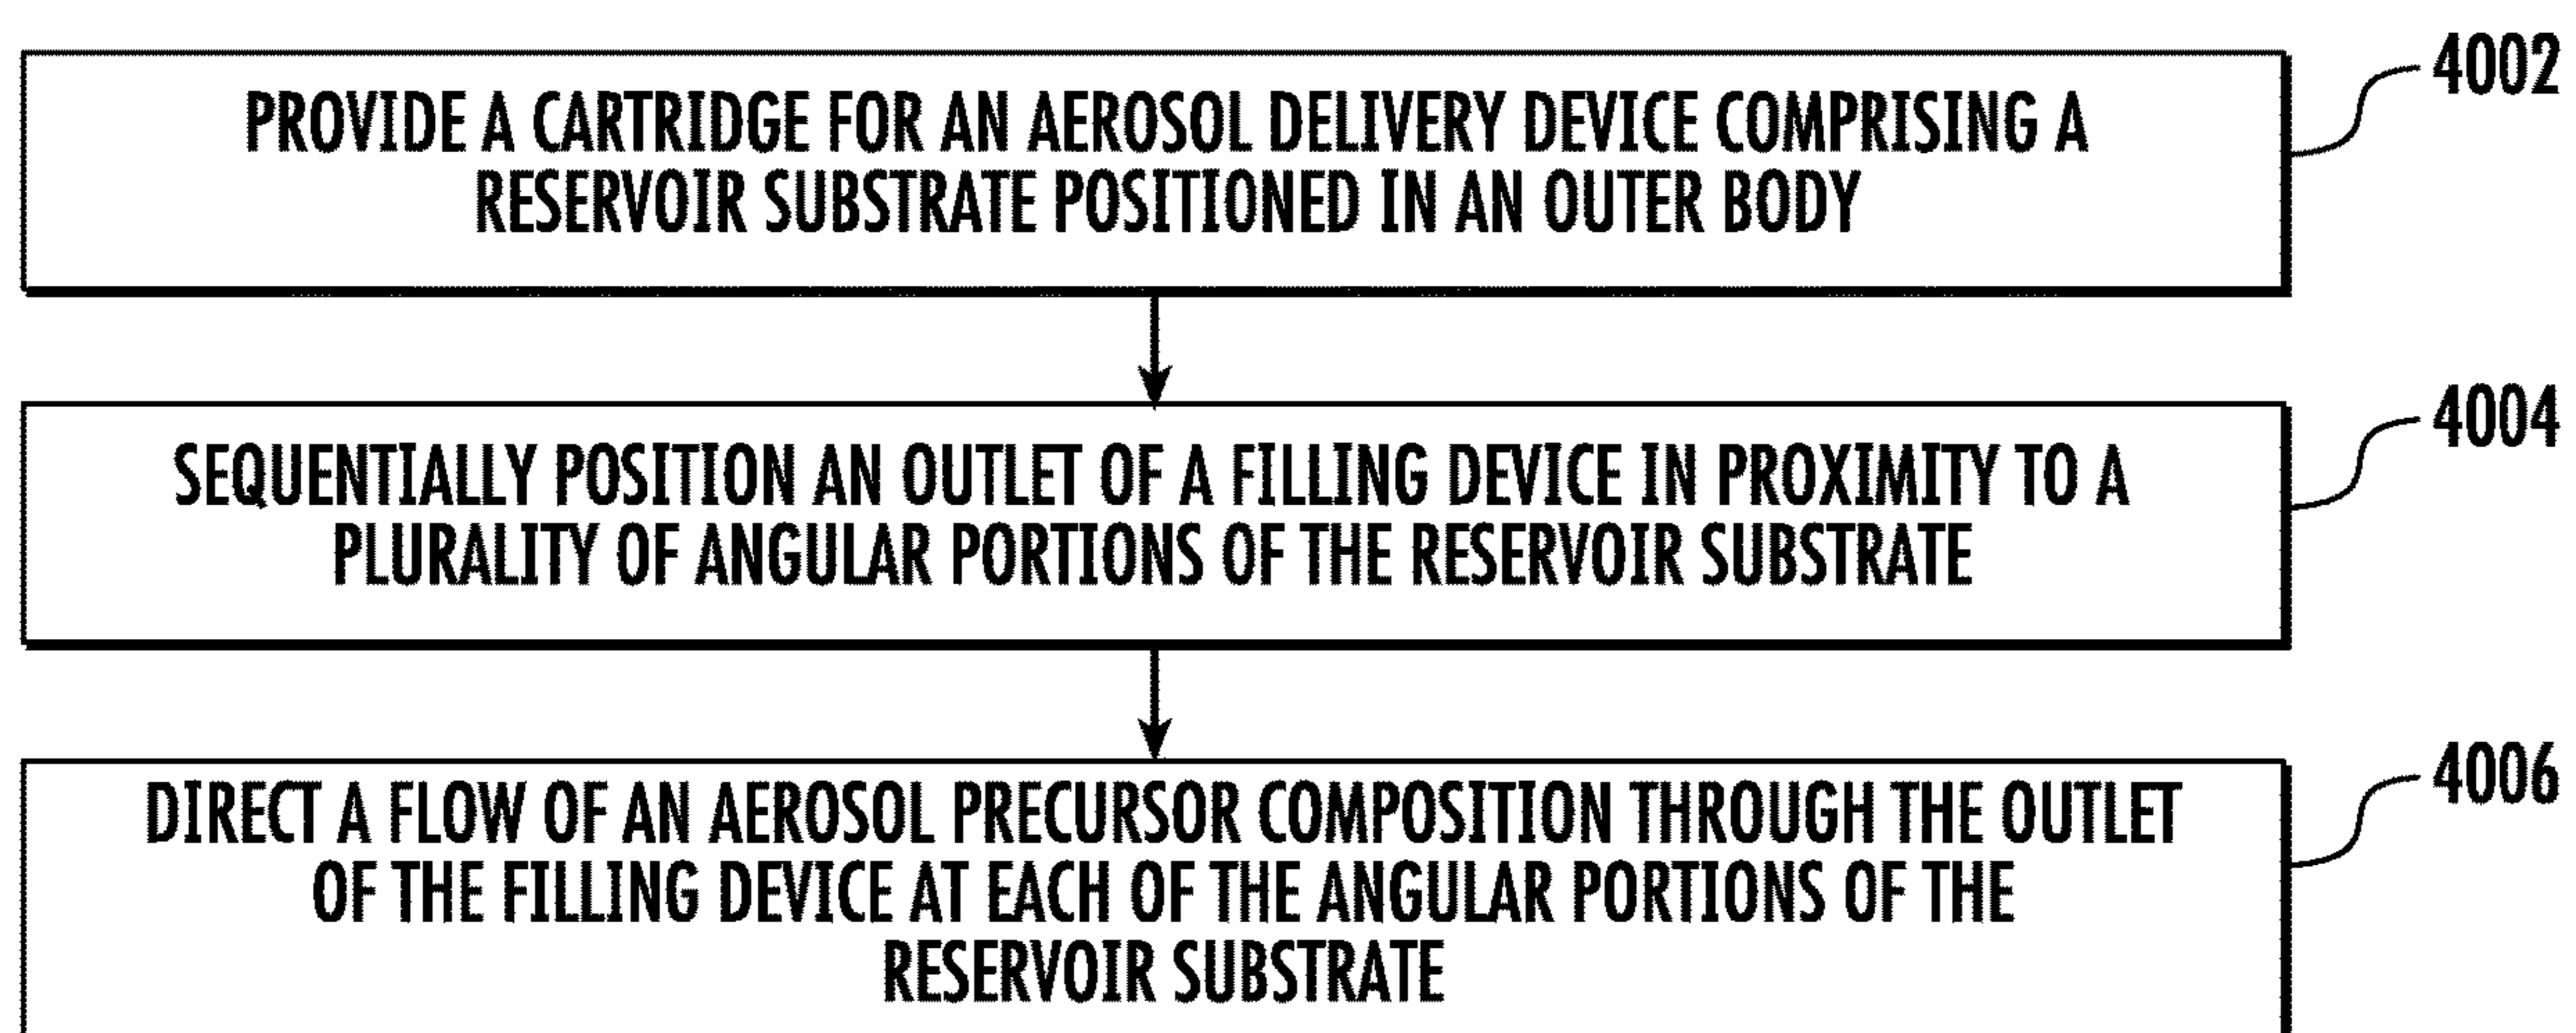 4002
PROVIDE A CARTRIDGE FOR AN AEROSOL DELIVERY DEVICE COMPRISING A
RESERVOIR SUBSTRATE POSITIONED IN AN OUTER BODY
4004
SEQUENTIALLY POSITION AN OUTLET OF A FILLING DEVICE IN PROXIMITY TO A
PLURALITY OF ANGULAR PORTIONS OF THE RESERVOIR SUBSTRATE
4006
DIRECT A FLOW OF AN AEROSOL PRECURSOR COMPOSITION THROUGH THE OUTLET
OF THE FILLING DEVICE AT EACH OF THE ANGULAR PORTIONS OF THE
RESERVOIR SUBSTRATE